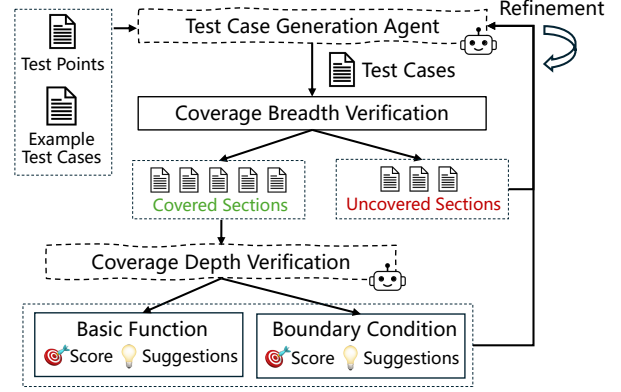 Refinement
Test Case Generation Agent
Test Points
Example
Test Cases
Test Cases
Coverage Breadth Verification
Covered Sections
Uncovered Sections
Coverage Depth Verification
Basic Function
Score Suggestions
Boundary Condition
Score Suggestions